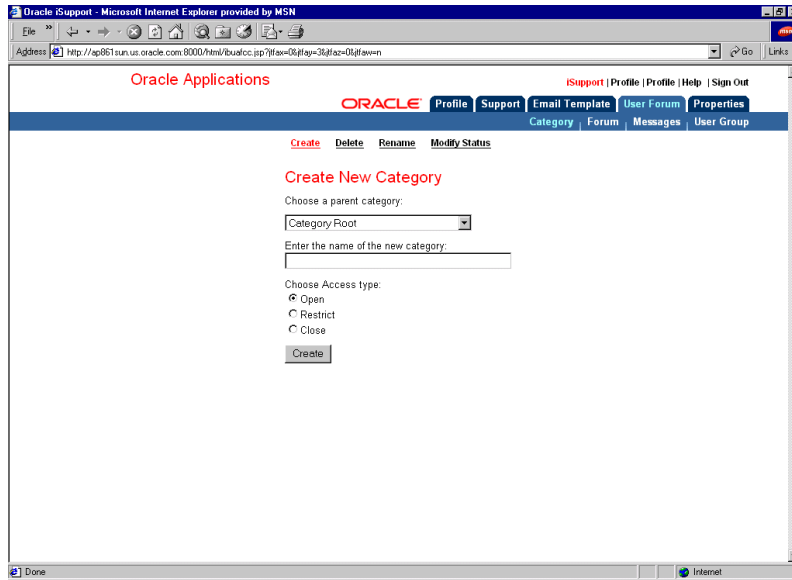 Oracle iSupport - Microsoft Internet Explorer provided by MSN
File »
Address http://ap861sun.us.oracle.com:8000/html/ibuafcc.jsp?jtfax=0&jtfay=3&jtfaz=0&jtfaw=n Go Links
Oracle Applications
iSupport | Profile | Profile | Help | Sign Out
ORACLE Profile Support Email Template User Forum Properties
Category Forum Messages User Group
Create Delete Rename Modify Status
Create New Category
Choose a parent category:
Category Root
Enter the name of the new category:
Choose Access type:
Open
Restrict
Close
Create
Done Internet